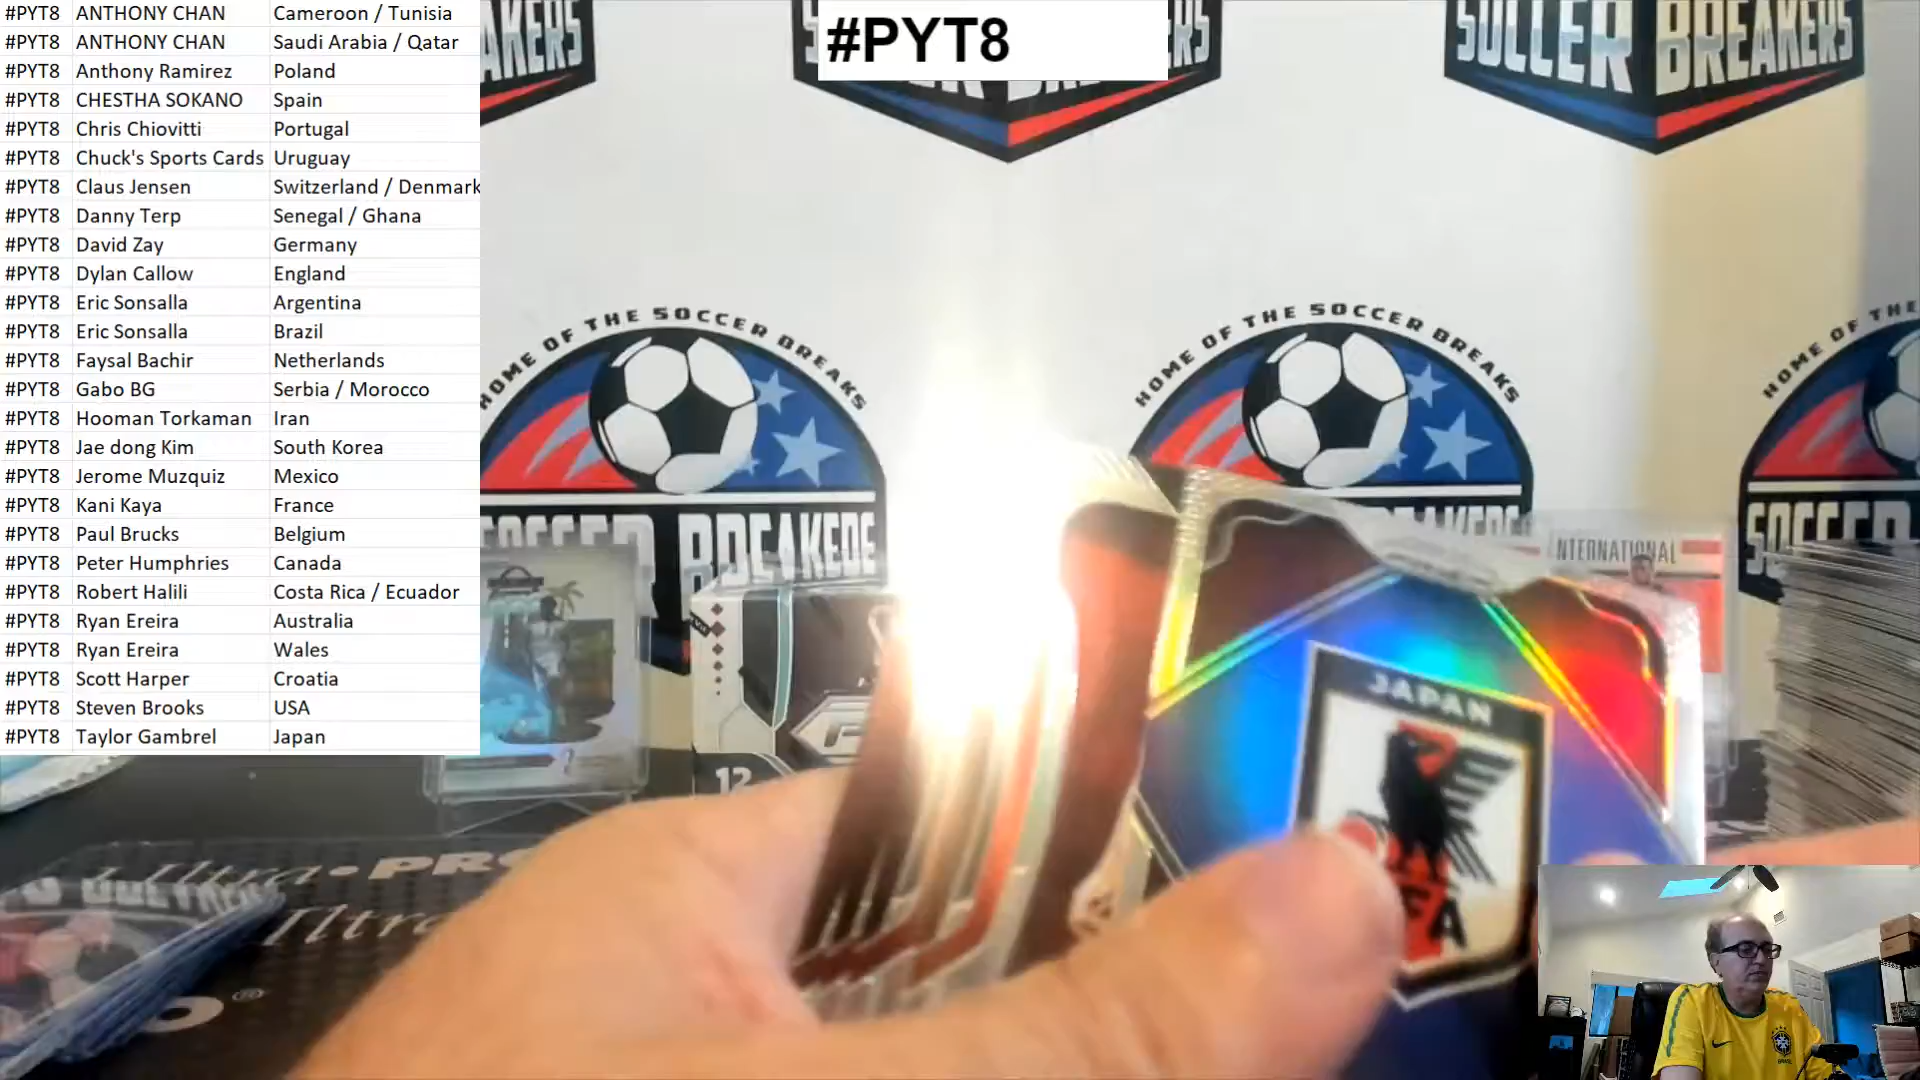 #PYT8 ANTHONY CHAN Cameroon / Tunisia
#PYT8 ANTHONY CHAN Saudi Arabia / Qatar
#PYT8 Anthony Ramirez Poland
#PYT8 CHESTHA SOKANO Spain
#PYT8 Chris Chiovitti Portugal
#PYT8 Chuck's Sports Cards Uruguay
#PYT8 Claus Jensen Switzerland / Denmark
#PYT8 Danny Terp Senegal / Ghana
#PYT8 David Zay Germany
#PYT8 Dylan Callow England
#PYT8 Eric Sonsalla Argentina
#PYT8 Eric Sonsalla Brazil
#PYT8 Faysal Bachir Netherlands
#PYT8 Gabo BG Serbia / Morocco
#PYT8 Hooman Torkaman Iran
#PYT8 Jae dong Kim South Korea
#PYT8 Jerome Muzquiz Mexico
#PYT8 Kani Kaya France
#PYT8 Paul Brucks Belgium
#PYT8 Peter Humphries Canada
#PYT8 Robert Halili Costa Rica / Ecuador
#PYT8 Ryan Ereira Australia
#PYT8 Ryan Ereira Wales
#PYT8 Scott Harper Croatia
#PYT8 Steven Brooks USA
#PYT8 Taylor Gambrel Japan
#PYT8
SOCCER BREAKERS
HOME OF THE SOCCER BREAKS
HOME OF THE SOCCER BREAKS
HOME OF THE
JAPAN
JFA
12
Ultra PRO